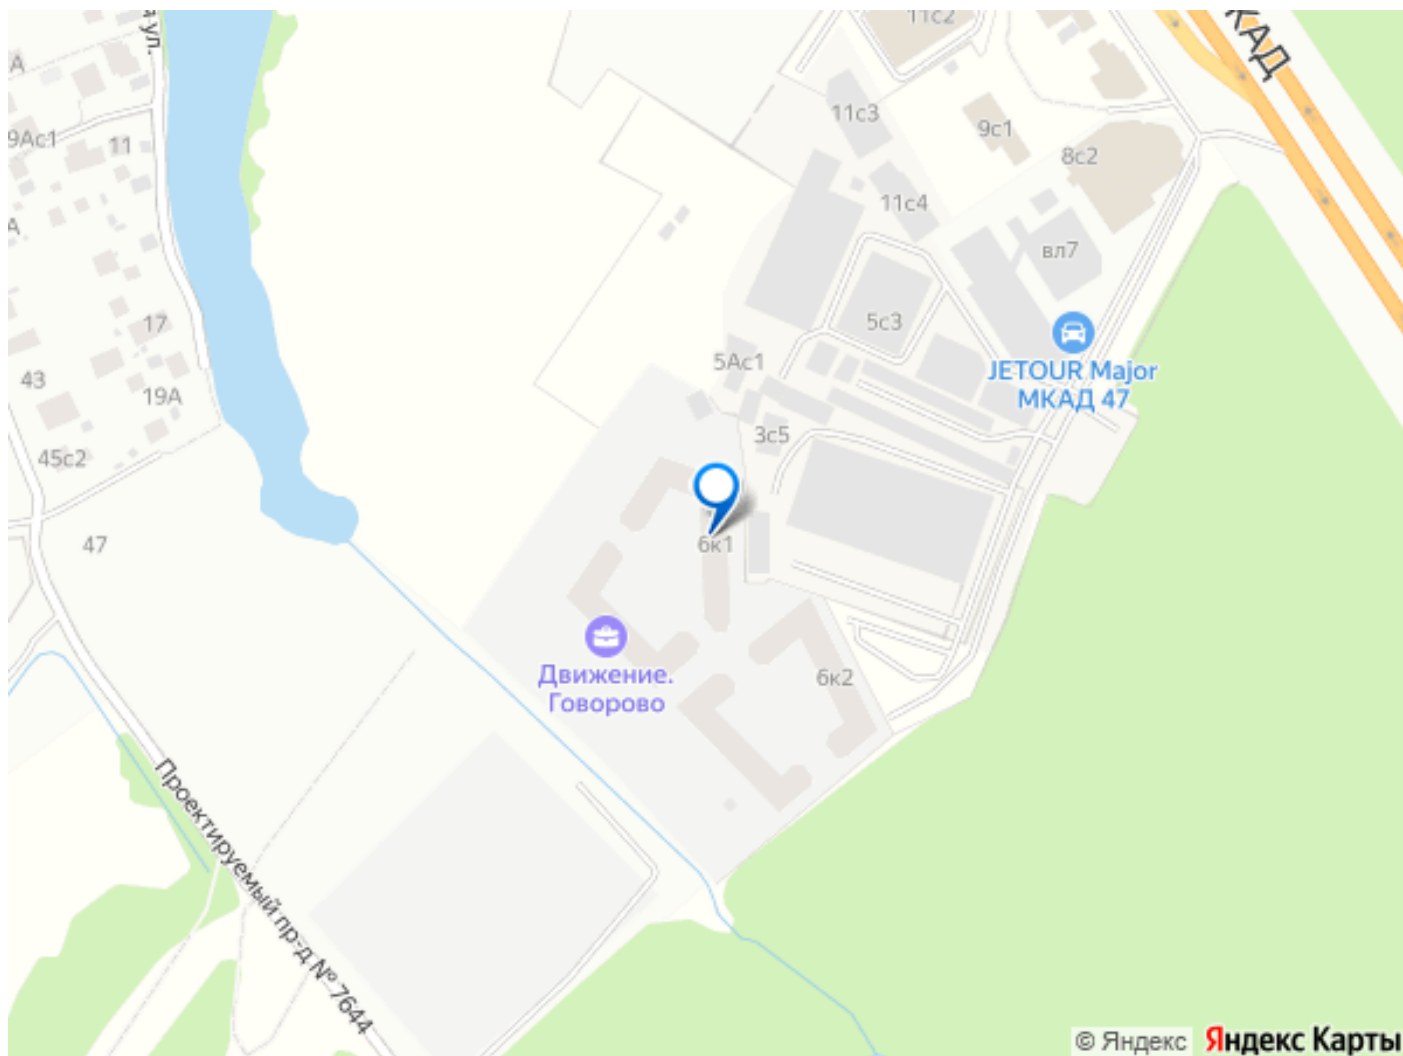 а ул.
КАД
11с2
А
11с3
9с1
9Ас1
11
8с2
11с4
А
вл7
17
5с3
5Ас1
JETOUR Major
МКАД 47
43
19А
3с5
45с2
47
6к1
Движение.
Говорово
6к2
Проектируемый пр-д № 7644
© Яндекс Яндекс Карты